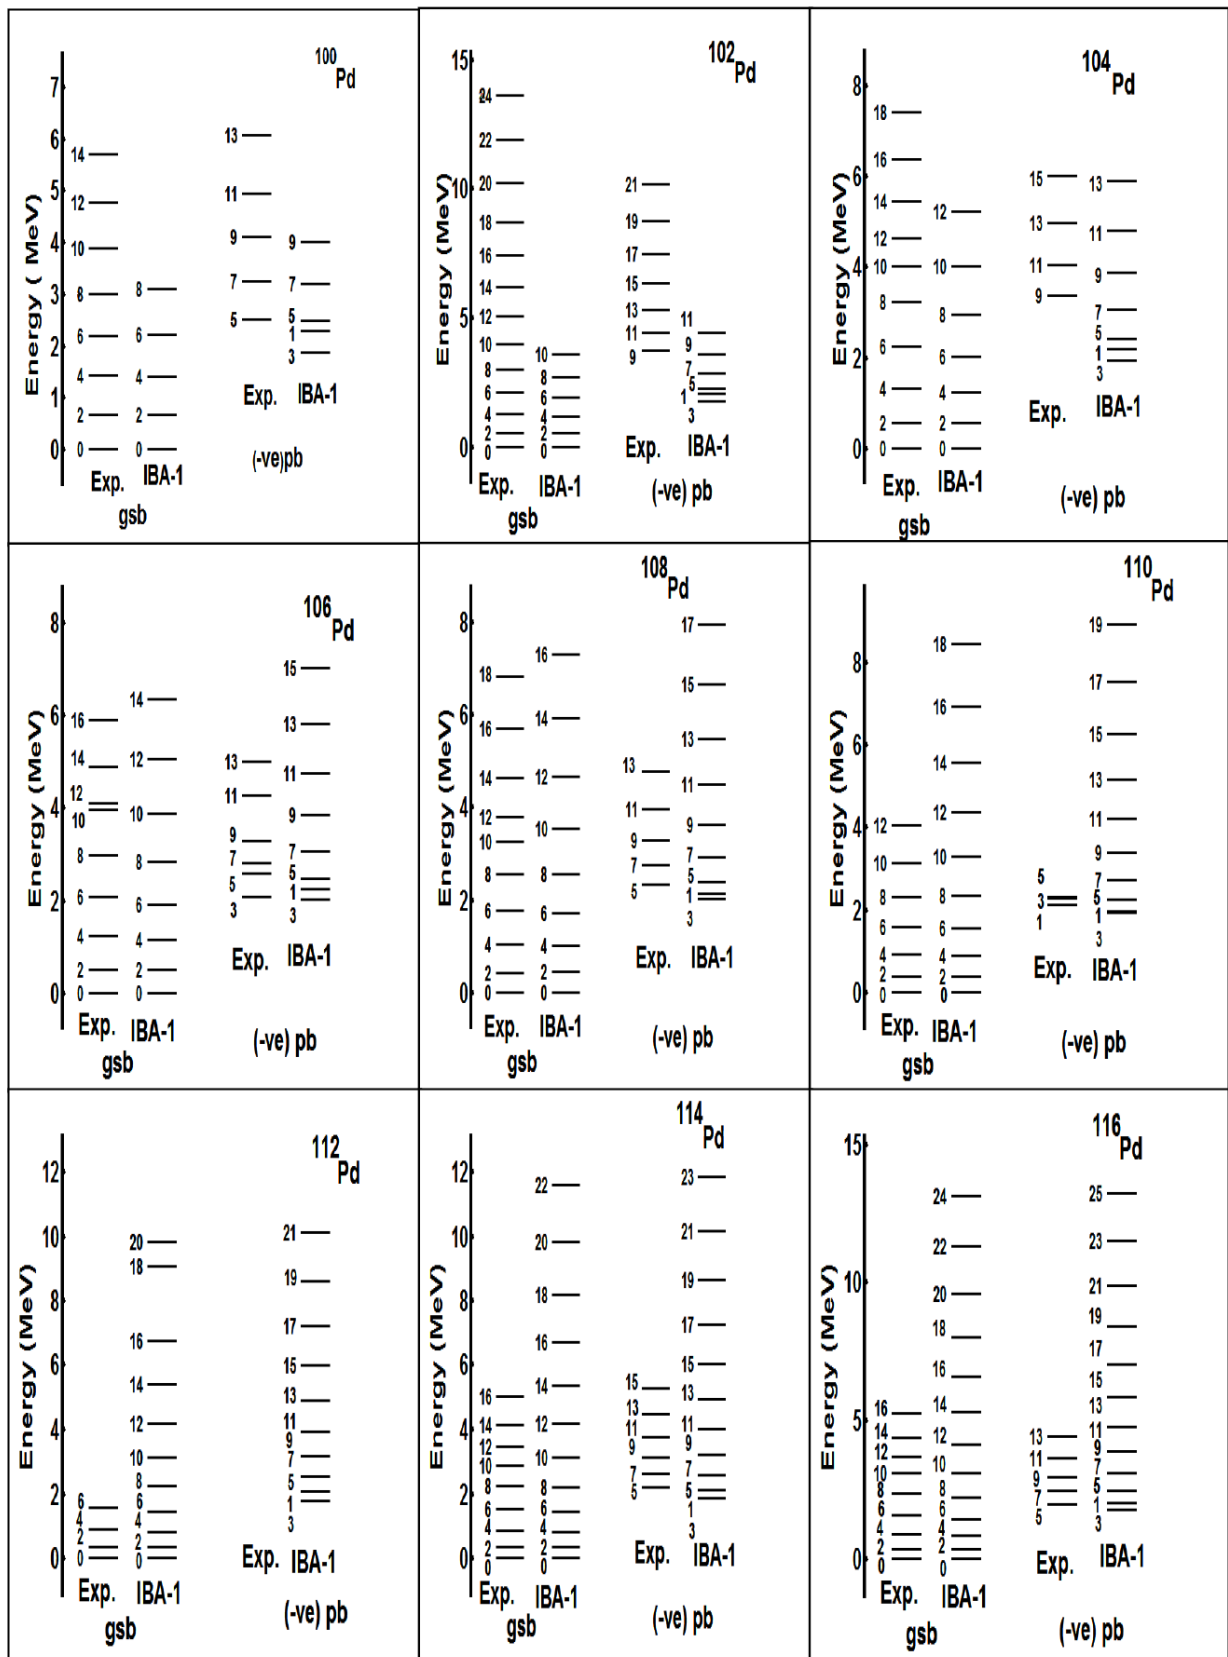 100Pd
Energy ( MeV)
7 6 5 4 3 2 1 0
14 12 10 8 6 4 2 0
8 6 4 2 0
13 11 9 7 5
9 7 5 1 3
Exp. IBA-1
Exp. IBA-1
gsb
(-ve)pb
102Pd
Energy (MeV)
15 10 5 0
24 22 20 18 16 14 12 10 8 6 4 2 0
10 8 6 4 2 0
21 19 17 15 13 11 9
11 9 7 5 1 3
Exp. IBA-1
Exp. IBA-1
gsb
(-ve) pb
104Pd
Energy (MeV)
8 6 4 2 0
18 16 14 12 10 8 6 4 2 0
12 10 8 6 4 2 0
15 13 11 9
13 11 9 7 5 1 3
Exp. IBA-1
Exp. IBA-1
gsb
(-ve) pb
106Pd
Energy (MeV)
8 6 4 2 0
16 14 12 10 8 6 4 2 0
14 12 10 8 6 4 2 0
13 11 9 7 5 3
15 13 11 9 7 5 1 3
Exp. IBA-1
Exp. IBA-1
gsb
(-ve) pb
108Pd
Energy (MeV)
8 6 4 2 0
18 16 14 12 10 8 6 4 2 0
16 14 12 10 8 6 4 2 0
13 11 9 7 5
17 15 13 11 9 7 5 1 3
Exp. IBA-1
Exp. IBA-1
gsb
(-ve) pb
110Pd
Energy (MeV)
8 6 4 2 0
12 10 8 6 4 2 0
18 16 14 12 10 8 6 4 2 0
5 3 1
19 17 15 13 11 9 7 5 1 3
Exp. IBA-1
Exp. IBA-1
gsb
(-ve) pb
112Pd
Energy (MeV)
12 10 8 6 4 2 0
6 4 2 0
20 18 16 14 12 10 8 6 4 2 0
21 19 17 15 13 11 9 7 5 1 3
Exp. IBA-1
Exp. IBA-1
gsb
(-ve) pb
114Pd
Energy (MeV)
12 10 8 6 4 2 0
16 14 12 10 8 6 4 2 0
22 20 18 16 14 12 10 8 6 4 2 0
15 13 11 9 7 5
23 21 19 17 15 13 11 9 7 5 1 3
Exp. IBA-1
Exp. IBA-1
gsb
(-ve) pb
116Pd
Energy (MeV)
15 10 5 0
16 14 12 10 8 6 4 2 0
24 22 20 18 16 14 12 10 8 6 4 2 0
13 11 9 7 5
25 23 21 19 17 15 13 11 9 7 5 1 3
Exp. IBA-1
Exp. IBA-1
gsb
(-ve) pb